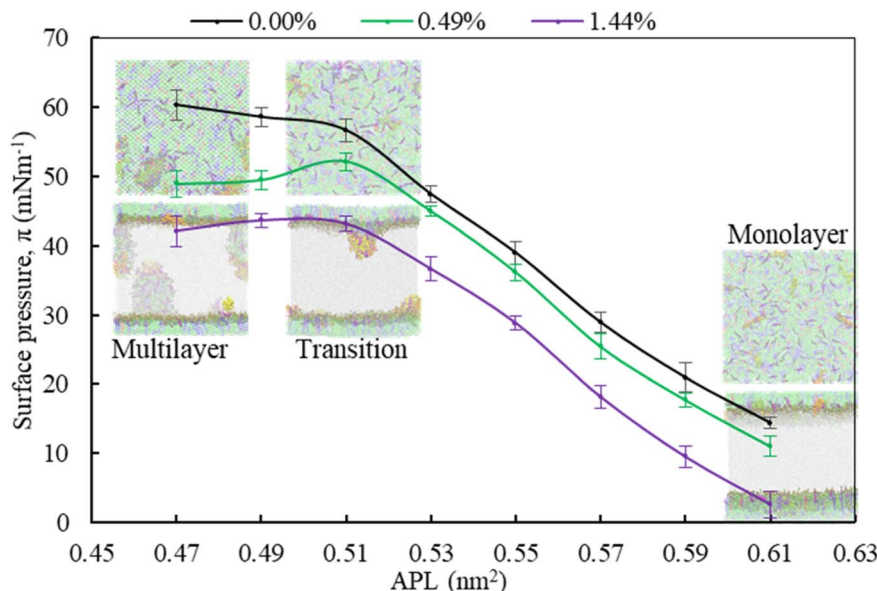 0.00% 0.49% 1.44%
70
60
50
40
30
20
10
0
Surface pressure, π (mNm⁻¹)
Monolayer
Multilayer Transition
0.45 0.47 0.49 0.51 0.53 0.55 0.57 0.59 0.61 0.63
APL (nm²)